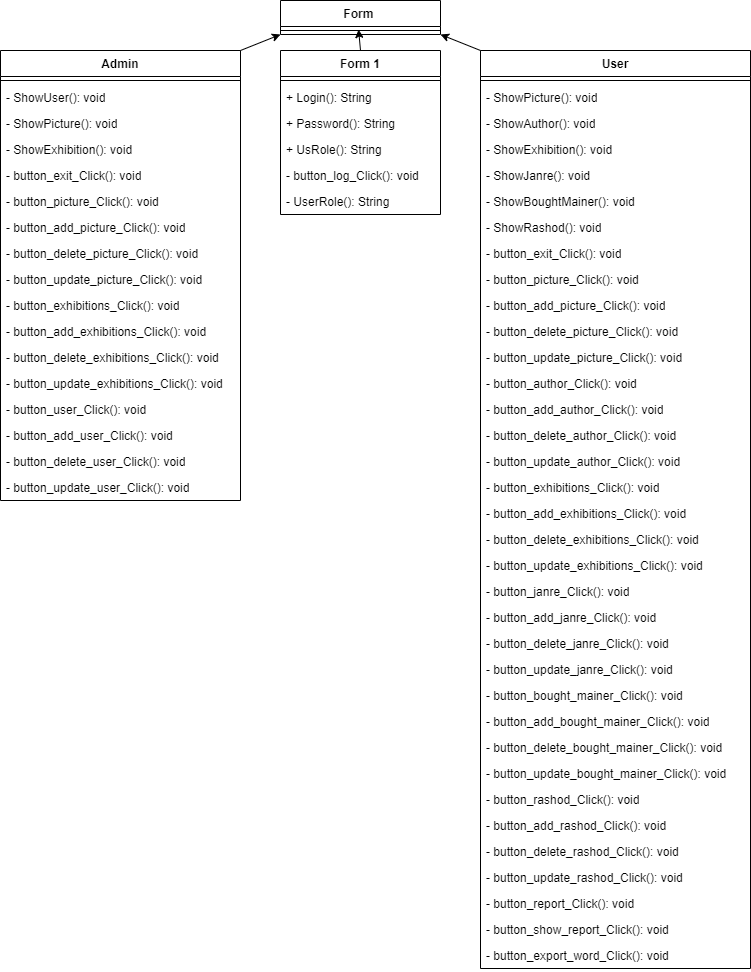 Form
Admin
- ShowUser(): void
- ShowPicture(): void
- ShowExhibition(): void
- button_exit_Click(): void
- button_picture_Click(): void
- button_add_picture_Click(): void
- button_delete_picture_Click(): void
- button_update_picture_Click(): void
- button_exhibitions_Click(): void
- button_add_exhibitions_Click(): void
- button_delete_exhibitions_Click(): void
- button_update_exhibitions_Click(): void
- button_user_Click(): void
- button_add_user_Click(): void
- button_delete_user_Click(): void
- button_update_user_Click(): void
Form 1
+ Login(): String
+ Password(): String
+ UsRole(): String
- button_log_Click(): void
- UserRole(): String
User
- ShowPicture(): void
- ShowAuthor(): void
- ShowExhibition(): void
- ShowJanre(): void
- ShowBoughtMainer(): void
- ShowRashod(): void
- button_exit_Click(): void
- button_picture_Click(): void
- button_add_picture_Click(): void
- button_delete_picture_Click(): void
- button_update_picture_Click(): void
- button_author_Click(): void
- button_add_author_Click(): void
- button_delete_author_Click(): void
- button_update_author_Click(): void
- button_exhibitions_Click(): void
- button_add_exhibitions_Click(): void
- button_delete_exhibitions_Click(): void
- button_update_exhibitions_Click(): void
- button_janre_Click(): void
- button_add_janre_Click(): void
- button_delete_janre_Click(): void
- button_update_janre_Click(): void
- button_bought_mainer_Click(): void
- button_add_bought_mainer_Click(): void
- button_delete_bought_mainer_Click(): void
- button_update_bought_mainer_Click(): void
- button_rashod_Click(): void
- button_add_rashod_Click(): void
- button_delete_rashod_Click(): void
- button_update_rashod_Click(): void
- button_report_Click(): void
- button_show_report_Click(): void
- button_export_word_Click(): void